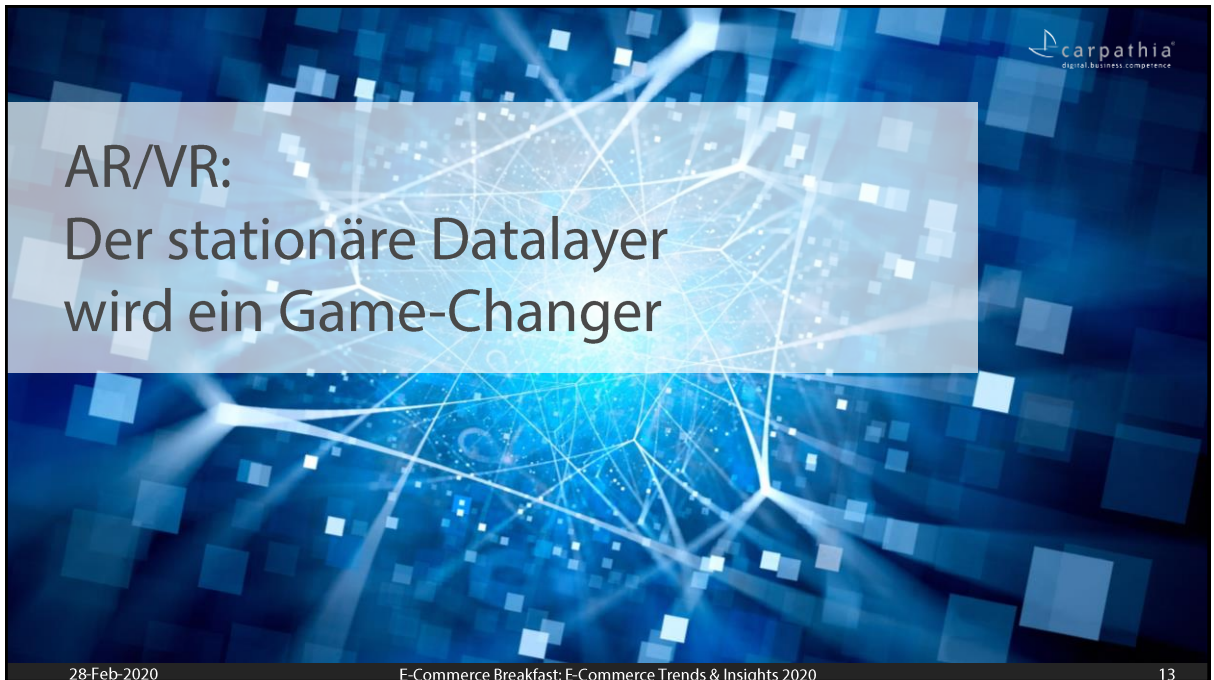 carpathia
digital.business.competence
AR/VR:
Der stationäre Datalayer
wird ein Game-Changer
28-Feb-2020
E-Commerce Breakfast: E-Commerce Trends & Insights 2020
13